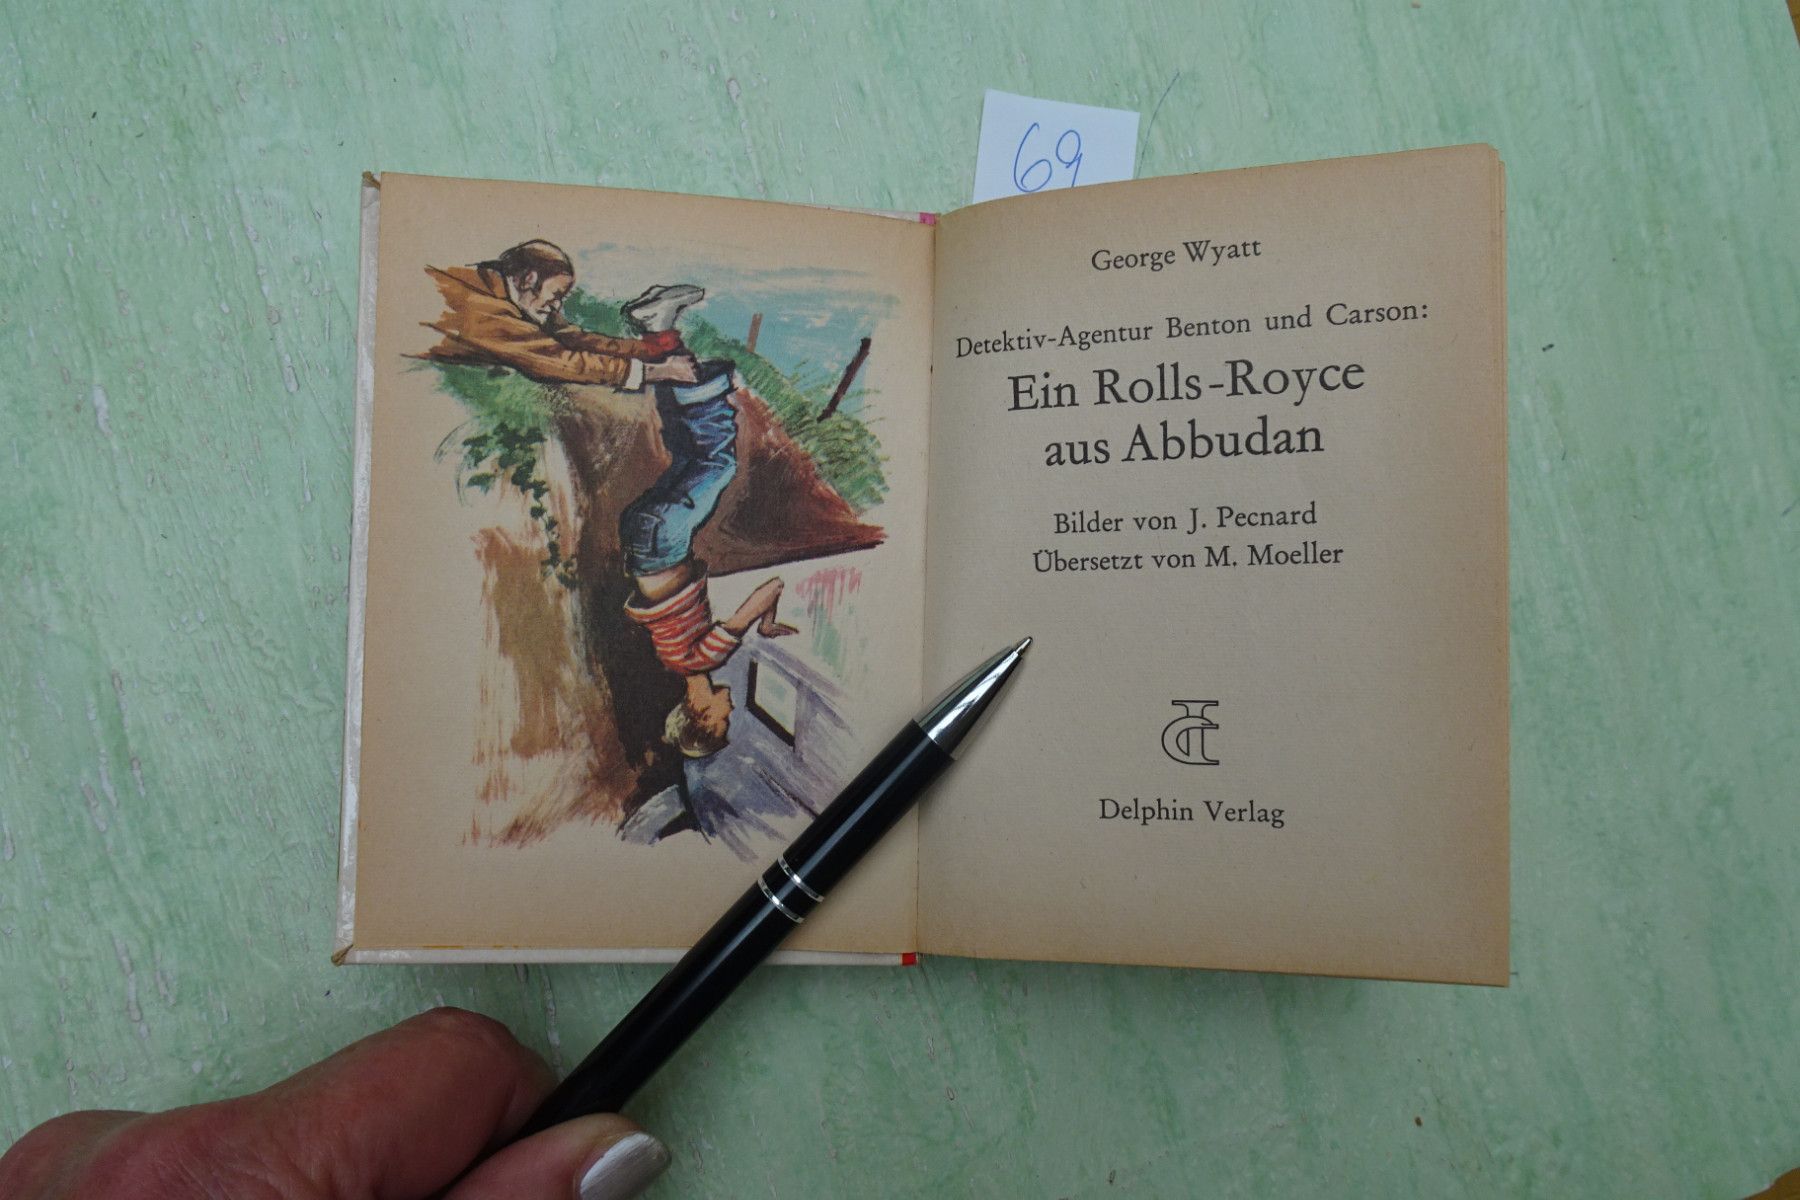 69
George Wyatt
Detektiv-Agentur Benton und Carson:
Ein Rolls-Royce
aus Abbudan
Bilder von J. Pecnard
Übersetzt von M. Moeller
Delphin Verlag